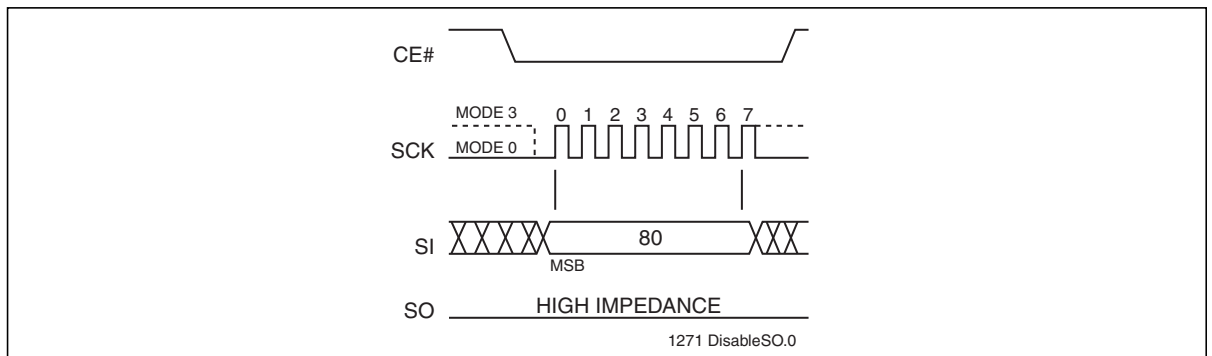 CE#
MODE 3
0 1 2 3 4 5 6 7
SCK
MODE 0
SI
80
MSB
SO
HIGH IMPEDANCE
1271 DisableSO.0